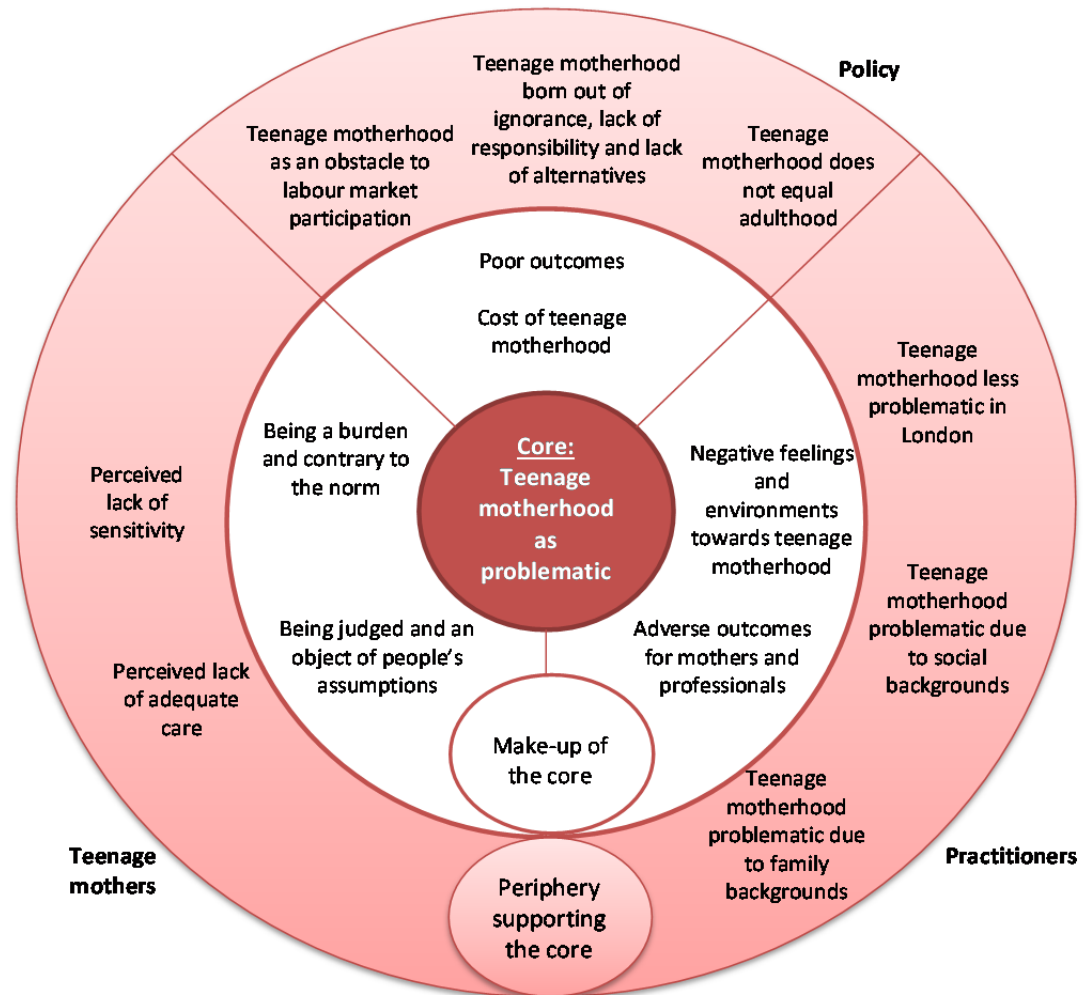 Policy
Teenage motherhood
born out of
ignorance, lack of
responsibility and lack
of alternatives
Teenage motherhood
as an obstacle to
labour market
participation
Teenage
motherhood does
not equal
adulthood
Poor outcomes
Cost of teenage
motherhood
Teenage
motherhood less
problematic in
London
Being a burden
and contrary to
the norm
Core:
Teenage
motherhood
as
problematic
Negative feelings
and
environments
towards teenage
motherhood
Perceived
lack of
sensitivity
Teenage
motherhood
problematic due
to social
backgrounds
Being judged and an
object of people’s
assumptions
Adverse outcomes
for mothers and
professionals
Perceived lack
of adequate
care
Make-up of
the core
Teenage
motherhood
problematic due
to family
backgrounds
Teenage
mothers
Practitioners
Periphery
supporting
the core